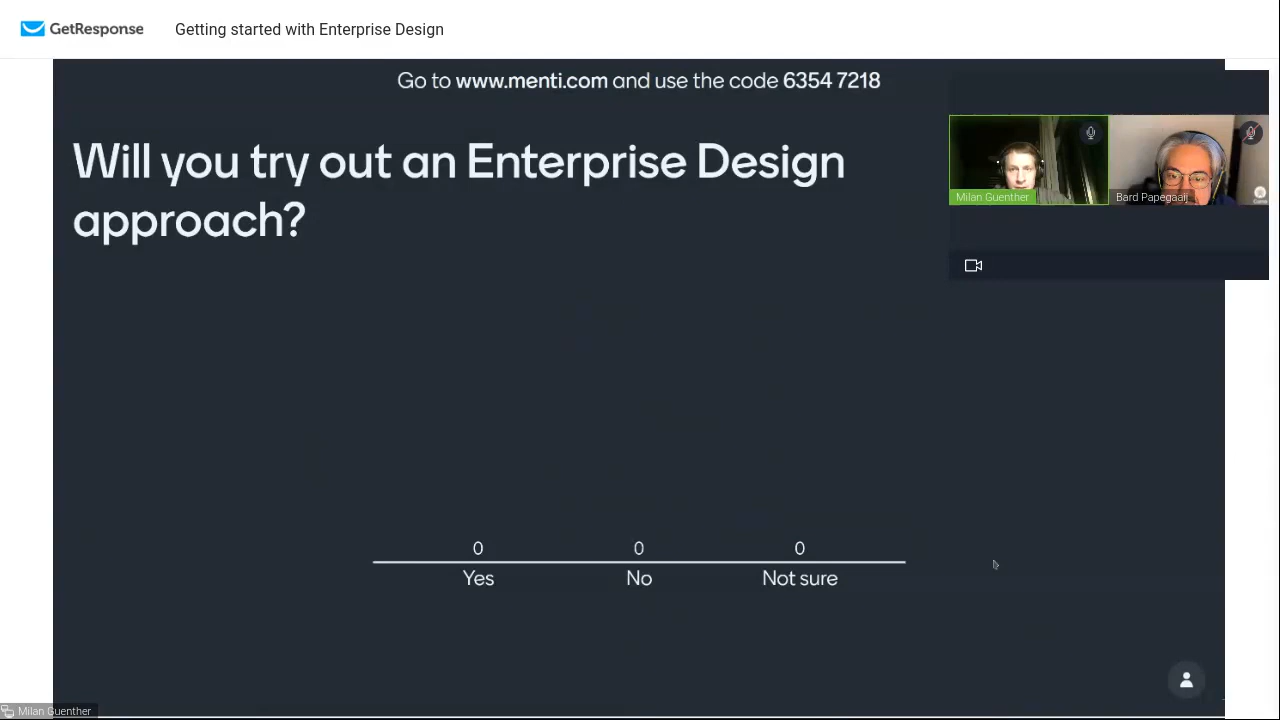 GetResponse
Getting started with Enterprise Design
Go to www.menti.com and use the code 6354 7218
Will you try out an Enterprise Design
approach?
Milan Guenther
Bard Papegaaij
0
0
0
Yes
No
Not sure
Milan Guenther